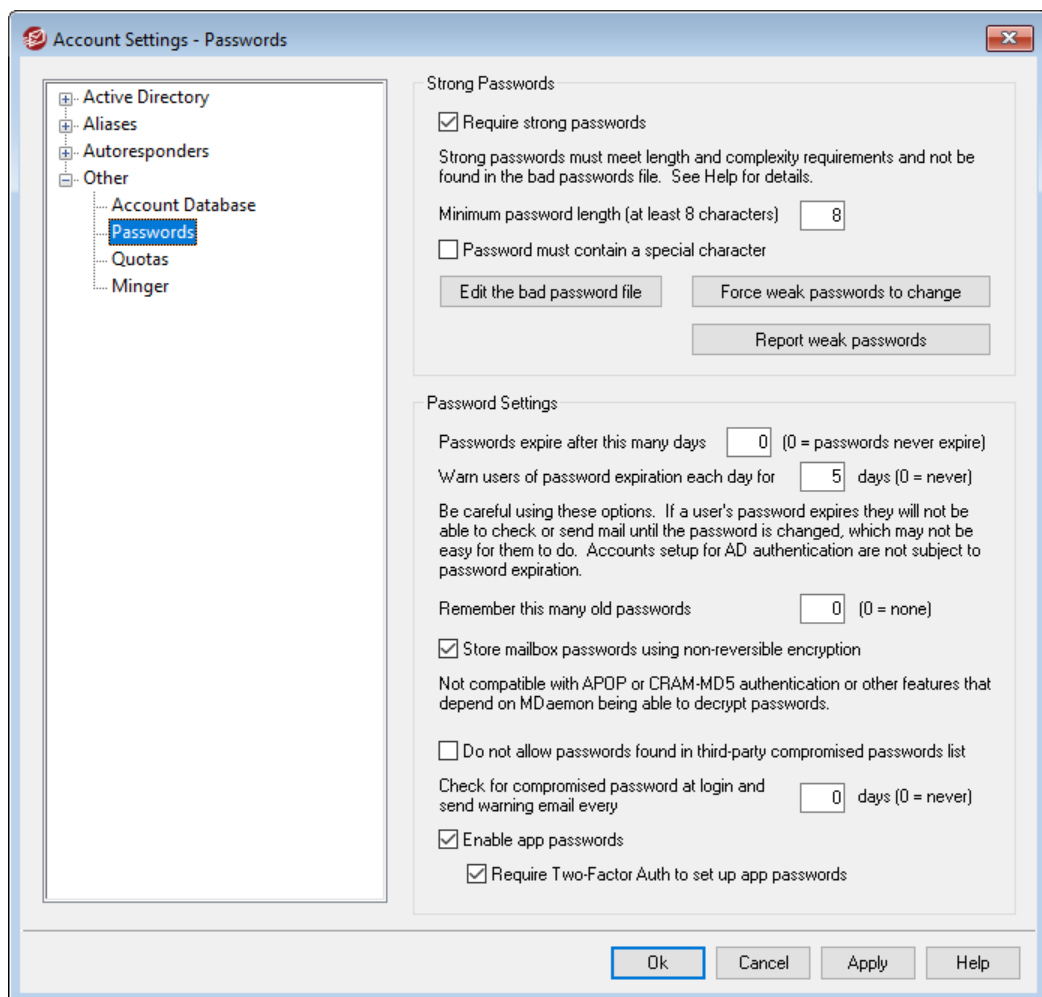 Account Settings - Passwords
Active Directory
Aliases
Autoresponders
Other
Account Database
Passwords
Quotas
Minger
Strong Passwords
Require strong passwords
Strong passwords must meet length and complexity requirements and not be
found in the bad passwords file.  See Help for details.
Minimum password length (at least 8 characters) 8
Password must contain a special character
Edit the bad password file Force weak passwords to change
Report weak passwords
Password Settings
Passwords expire after this many days 0 (0 = passwords never expire)
Warn users of password expiration each day for 5 days (0 = never)
Be careful using these options.  If a user's password expires they will not be
able to check or send mail until the password is changed, which may not be
easy for them to do.  Accounts setup for AD authentication are not subject to
password expiration.
Remember this many old passwords 0 (0 = none)
Store mailbox passwords using non-reversible encryption
Not compatible with APOP or CRAM-MD5 authentication or other features that
depend on MDaemon being able to decrypt passwords.
Do not allow passwords found in third-party compromised passwords list
Check for compromised password at login and
send warning email every 0 days (0 = never)
Enable app passwords
Require Two-Factor Auth to set up app passwords
Ok Cancel Apply Help